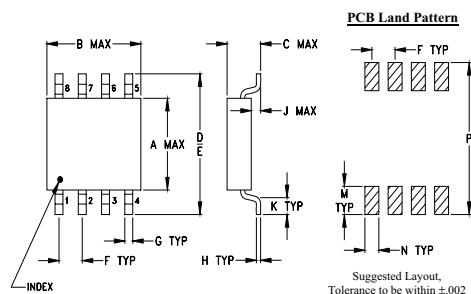 PCB Land Pattern
B MAX
C MAX
F TYP
8 7 6 5
J MAX
A MAX
D
E
P
1 2 3 4
K TYP
M
TYP
G TYP
F TYP
H TYP
N TYP
INDEX
Suggested Layout,
Tolerance to be within ±.002